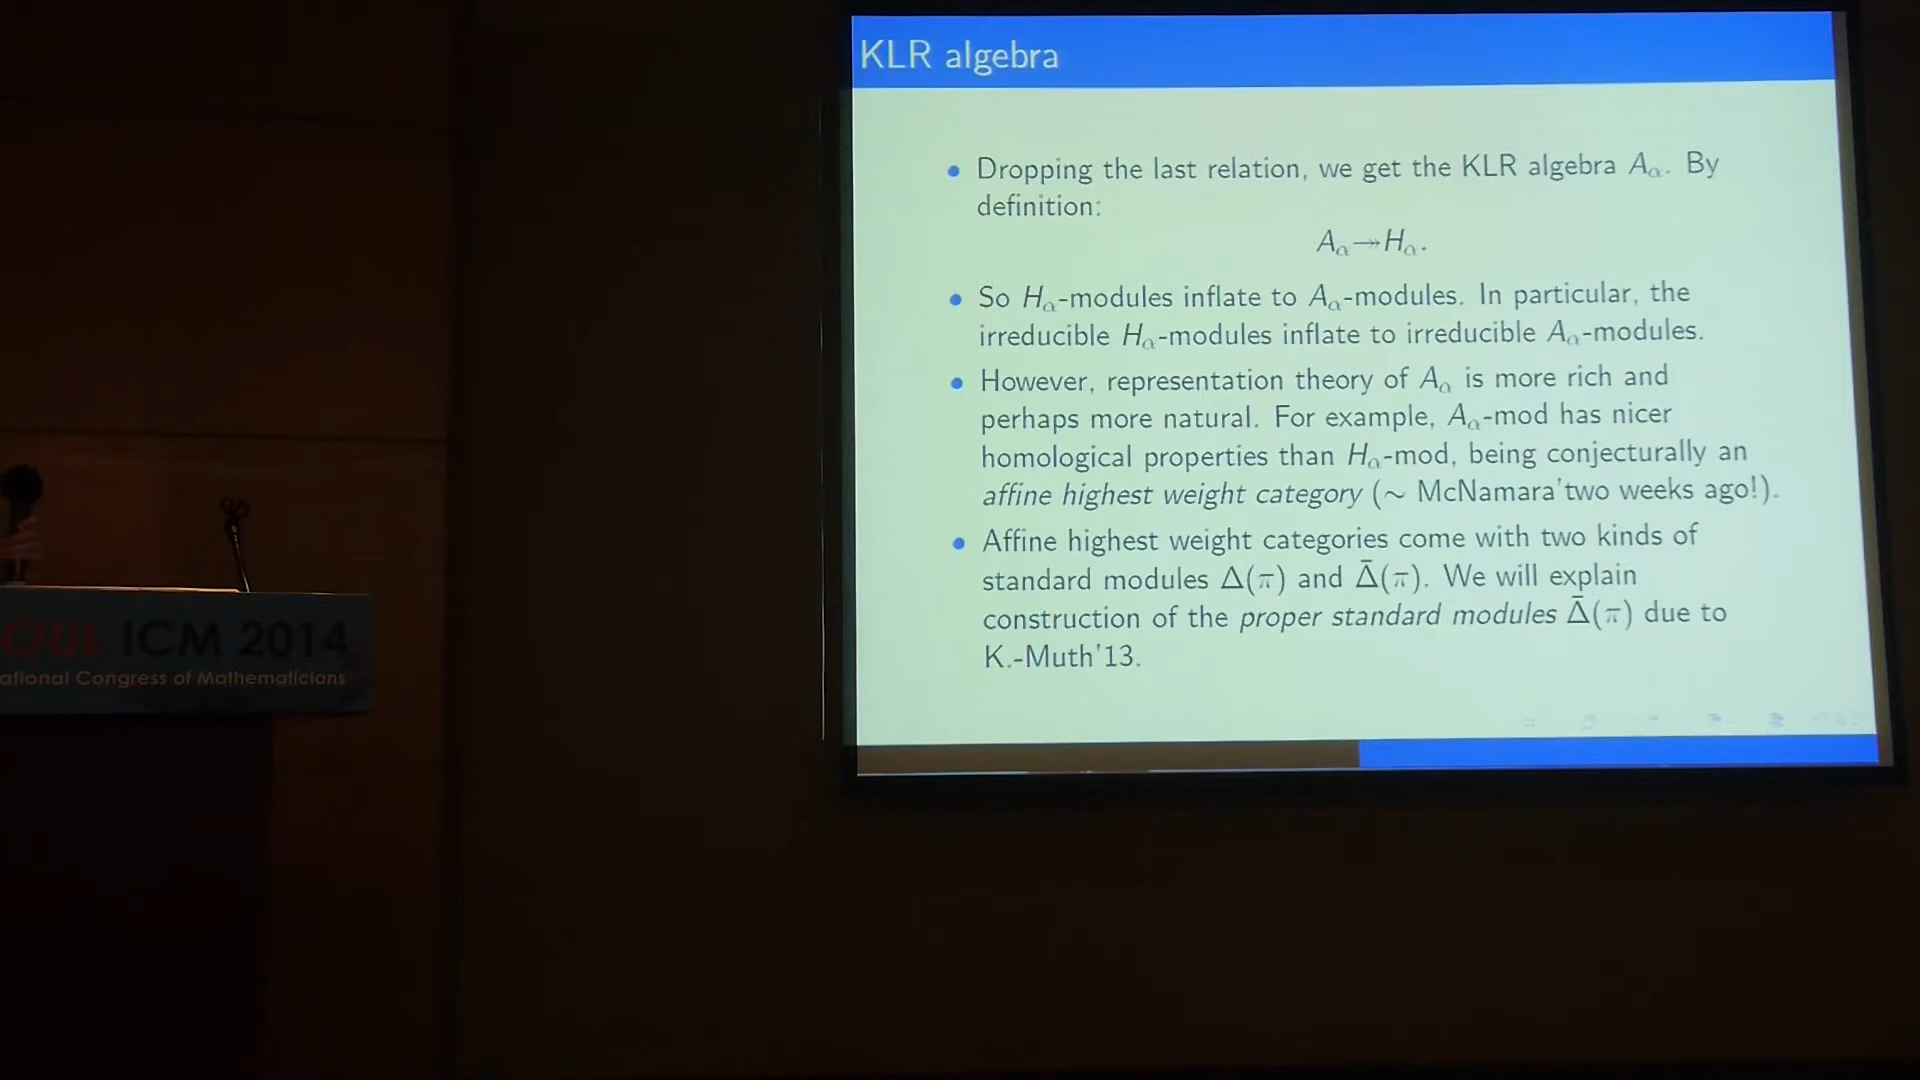 KLR algebra
• Dropping the last relation, we get the KLR algebra A_α. By
definition:
A_α ↠ H_α.
• So H_α-modules inflate to A_α-modules. In particular, the
irreducible H_α-modules inflate to irreducible A_α-modules.
• However, representation theory of A_α is more rich and
perhaps more natural. For example, A_α-mod has nicer
homological properties than H_α-mod, being conjecturally an
affine highest weight category (∼ McNamara'two weeks ago!).
• Affine highest weight categories come with two kinds of
standard modules Δ(π) and Δ̄(π). We will explain
construction of the proper standard modules Δ̄(π) due to
K.-Muth'13.
OUL ICM 2014
ational Congress of Mathematicians